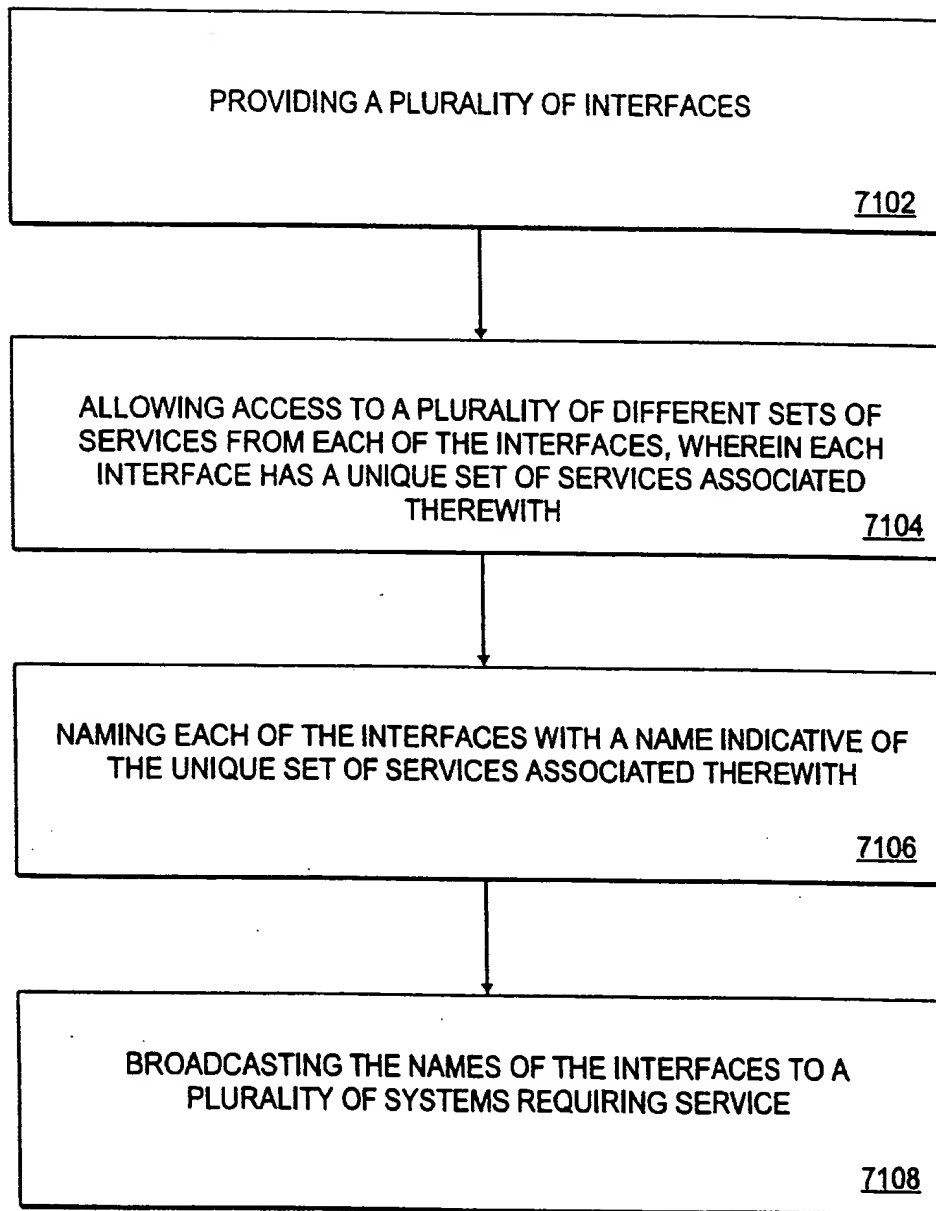 PROVIDING A PLURALITY OF INTERFACES
7102
ALLOWING ACCESS TO A PLURALITY OF DIFFERENT SETS OF
SERVICES FROM EACH OF THE INTERFACES, WHEREIN EACH
INTERFACE HAS A UNIQUE SET OF SERVICES ASSOCIATED
THEREWITH
7104
NAMING EACH OF THE INTERFACES WITH A NAME INDICATIVE OF
THE UNIQUE SET OF SERVICES ASSOCIATED THEREWITH
7106
BROADCASTING THE NAMES OF THE INTERFACES TO A
PLURALITY OF SYSTEMS REQUIRING SERVICE
7108